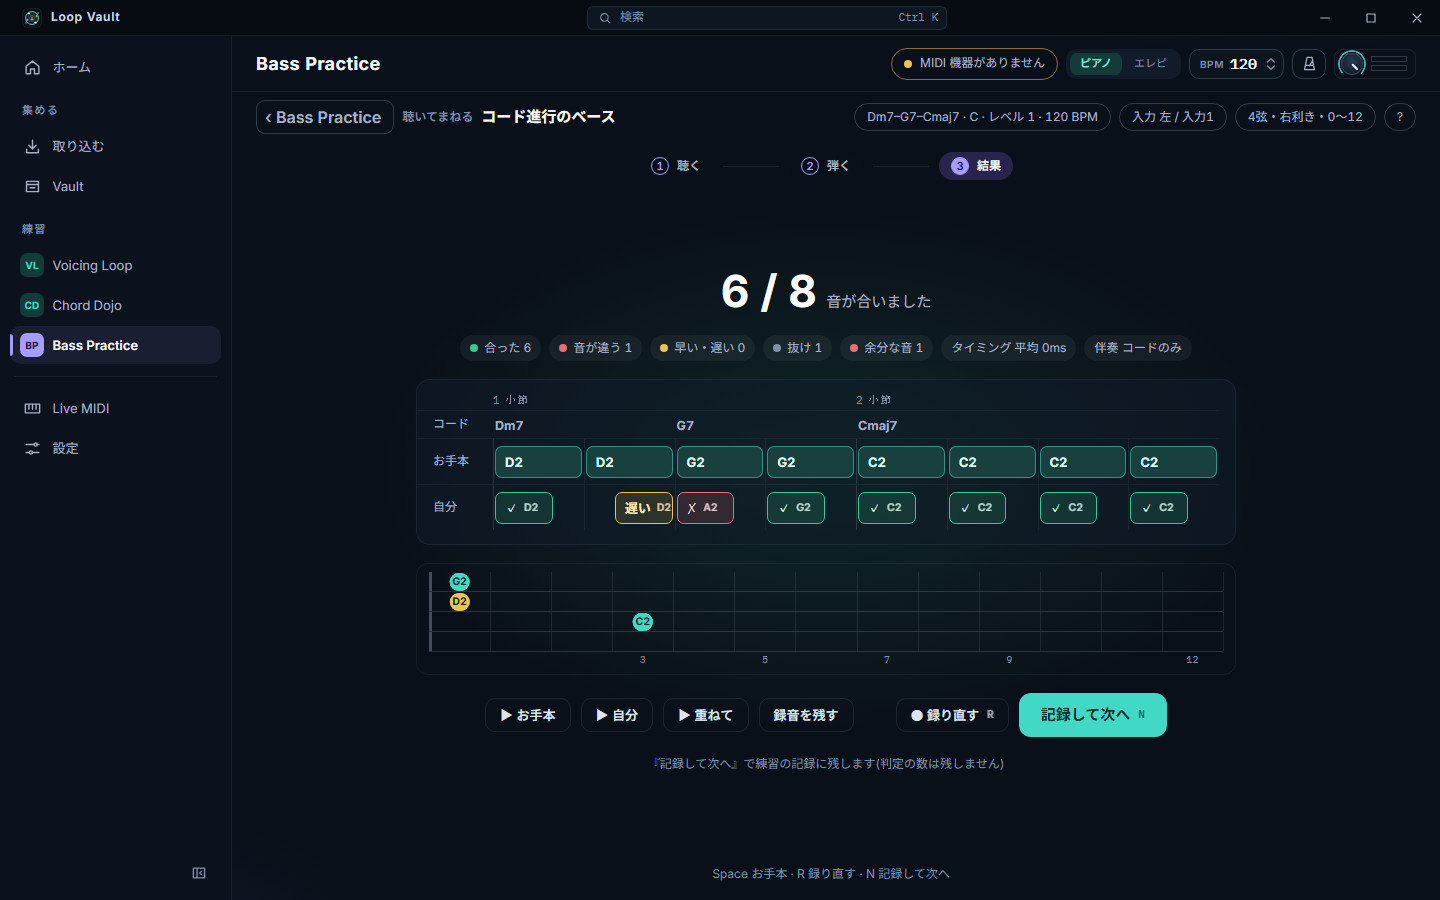 Loop Vault
検索 Ctrl K
ホーム
集める
取り込む
Vault
練習
VL Voicing Loop
CD Chord Dojo
BP Bass Practice
Live MIDI
設定
Bass Practice
MIDI 機器がありません
ピアノ エレピ
BPM 120
‹ Bass Practice 聴いてまねる コード進行のベース
Dm7–G7–Cmaj7 · C · レベル 1 · 120 BPM
入力 左 / 入力1
4弦・右利き・0〜12
?
1 聴く 2 弾く 3 結果
6 / 8 音が合いました
合った 6 音が違う 1 早い・遅い 0 抜け 1 余分な音 1 タイミング 平均 0ms 伴奏 コードのみ
1 小節 2 小節
コード Dm7 G7 Cmaj7
お手本 D2 D2 G2 G2 C2 C2 C2 C2
自分 ✓ D2 遅い D2 ✗ A2 ✓ G2 ✓ C2 ✓ C2 ✓ C2 ✓ C2
G2
D2
C2
3 5 7 9 12
▶ お手本 ▶ 自分 ▶ 重ねて 録音を残す ● 録り直す R 記録して次へ N
『記録して次へ』で練習の記録に残します(判定の数は残しません)
Space お手本 · R 録り直す · N 記録して次へ